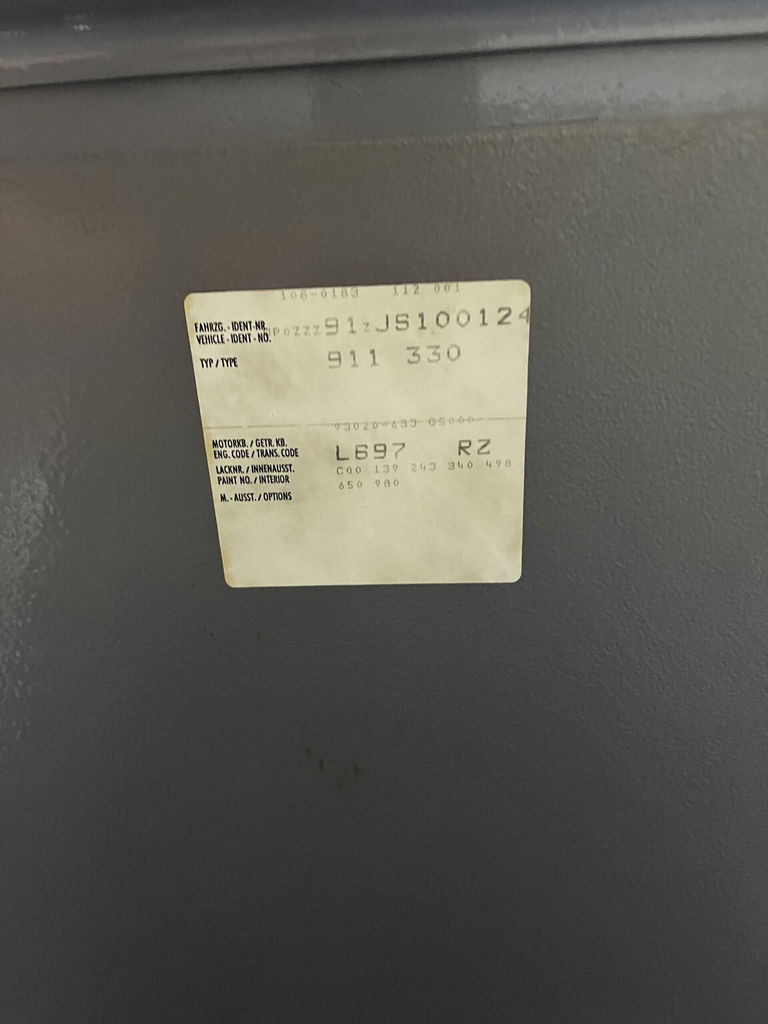 108-0183 112 001
FAHRZG. - IDENT-NR.
VEHICLE - IDENT - NO. WP0ZZZ91ZJS100124
TYP / TYPE 911 330
93020-633 05000
MOTORKB. / GETR. KB.
ENG. CODE / TRANS. CODE L697 RZ
LACKNR. / INNENAUSST. C00 139 243 340 498
PAINT NO. / INTERIOR 650 980
M. - AUSST. / OPTIONS